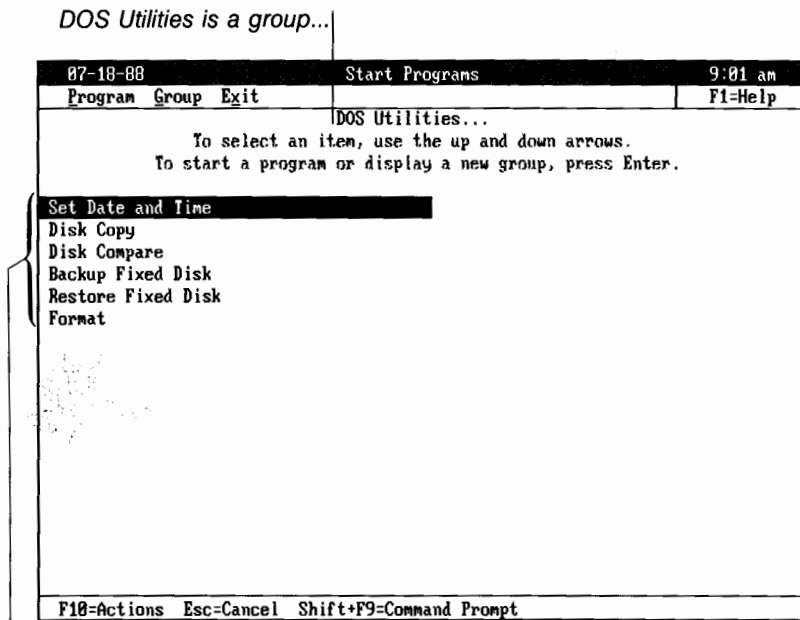 DOS Utilities is a group...
07-18-88 Start Programs 9:01 am
Program Group Exit F1=Help
DOS Utilities...
To select an item, use the up and down arrows.
To start a program or display a new group, press Enter.
Set Date and Time
Disk Copy
Disk Compare
Backup Fixed Disk
Restore Fixed Disk
Format
F10=Actions Esc=Cancel Shift+F9=Command Prompt